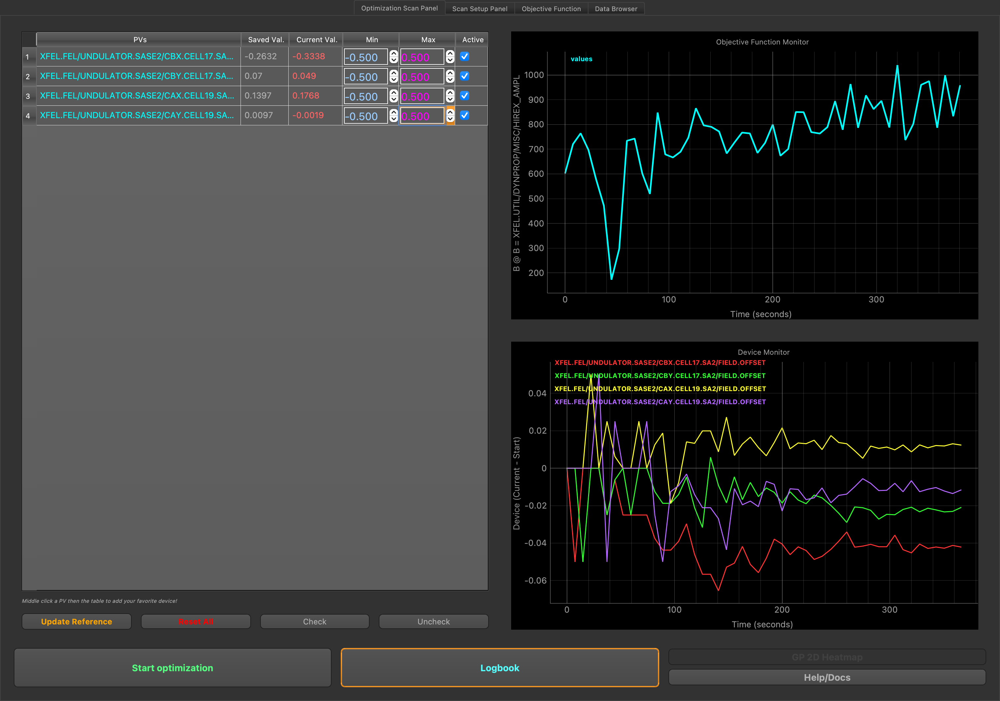 Optimization Scan Panel
Scan Setup Panel
Objective Function
Data Browser
PVs Saved Val. Current Val. Min Max Active
1 XFEL.FEL/UNDULATOR.SASE2/CBX.CELL17.SA... -0.2632 -0.3338 -0.500 0.500
2 XFEL.FEL/UNDULATOR.SASE2/CBY.CELL17.SA... 0.07 0.049 -0.500 0.500
3 XFEL.FEL/UNDULATOR.SASE2/CAX.CELL19.SA... 0.1397 0.1768 -0.500 0.500
4 XFEL.FEL/UNDULATOR.SASE2/CAY.CELL19.SA... 0.0097 -0.0019 -0.500 0.500
Middle click a PV then the table to add your favorite device!
Update Reference
Reset All
Check
Uncheck
Objective Function Monitor
values
B @ B = XFEL.UTIL/DYNPROP/MISC/HIREX_AMPL
1000
900
800
700
600
500
400
300
200
0 100 200 300
Time (seconds)
Device Monitor
XFEL.FEL/UNDULATOR.SASE2/CBX.CELL17.SA2/FIELD.OFFSET
XFEL.FEL/UNDULATOR.SASE2/CBY.CELL17.SA2/FIELD.OFFSET
XFEL.FEL/UNDULATOR.SASE2/CAX.CELL19.SA2/FIELD.OFFSET
XFEL.FEL/UNDULATOR.SASE2/CAY.CELL19.SA2/FIELD.OFFSET
Device (Current - Start)
0.04
0.02
0
-0.02
-0.04
-0.06
0 100 200 300
Time (seconds)
Start optimization
Logbook
GP 2D Heatmap
Help/Docs